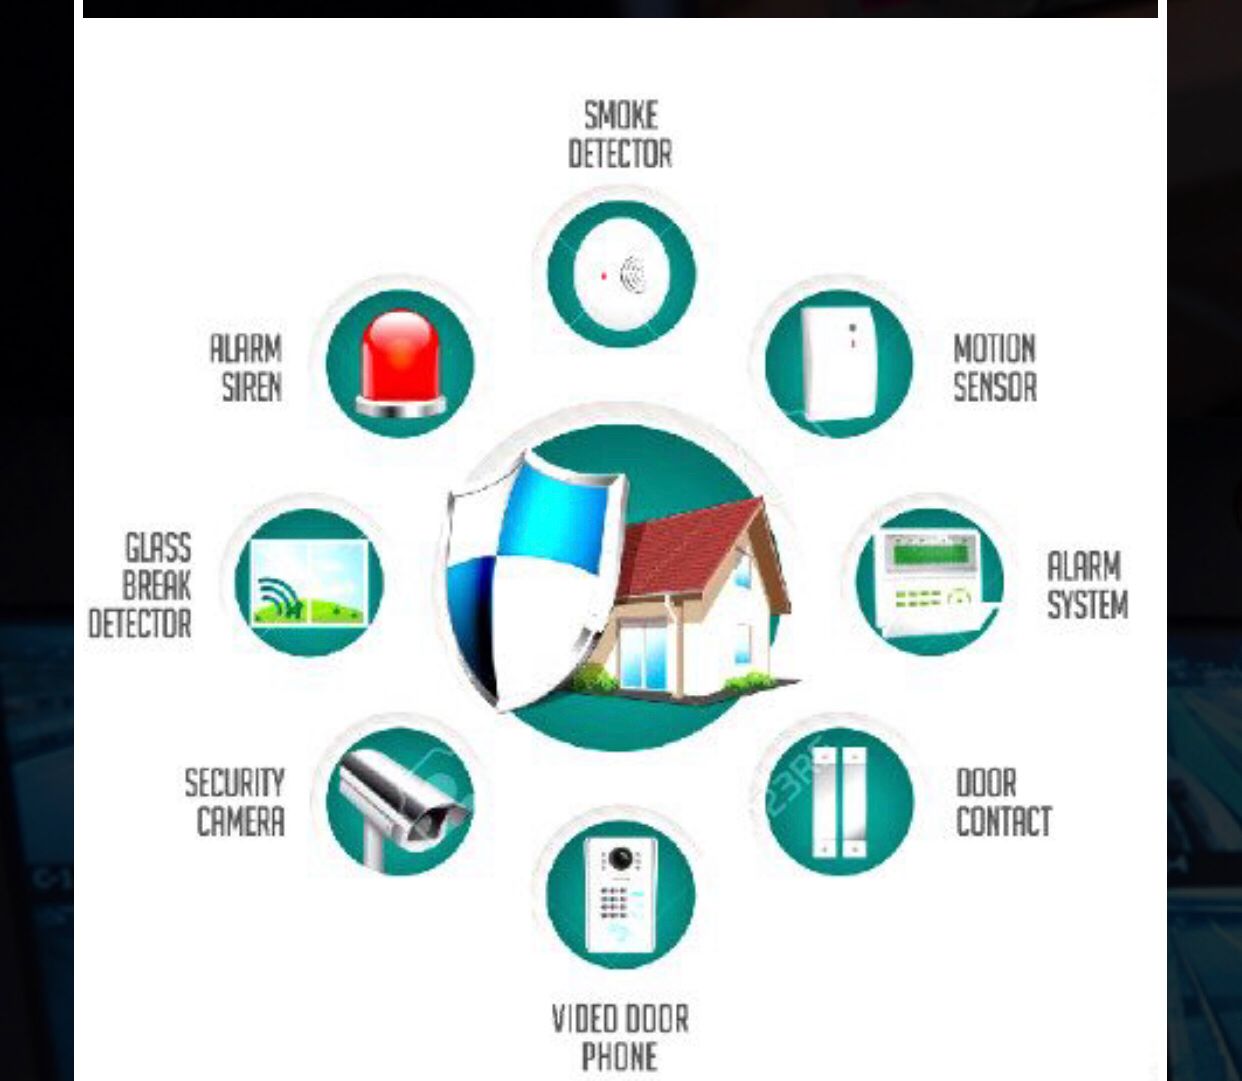 SMOKE
DETECTOR
ALARM
SIREN
MOTION
SENSOR
GLASS
BREAK
DETECTOR
ALARM
SYSTEM
SECURITY
CAMERA
DOOR
CONTACT
VIDEO DOOR
PHONE